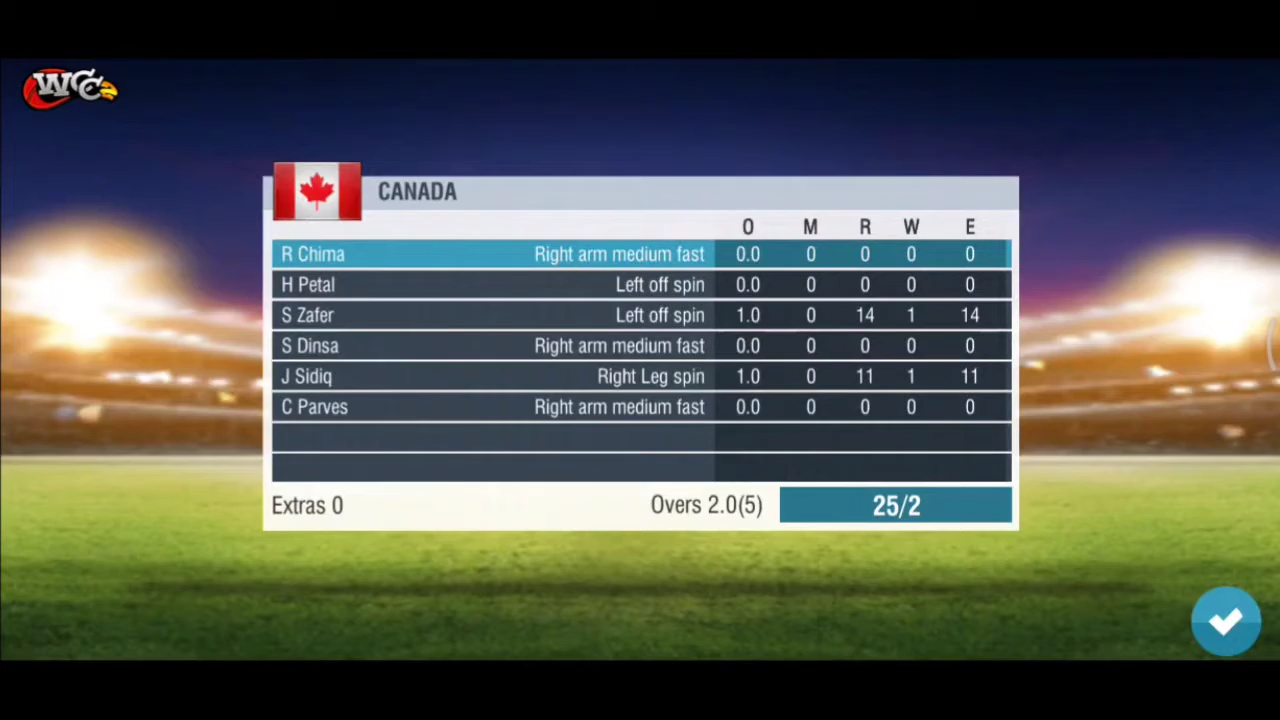 WCC
CANADA
O M R W E
R Chima Right arm medium fast 0.0 0 0 0 0
H Petal Left off spin 0.0 0 0 0 0
S Zafer Left off spin 1.0 0 14 1 14
S Dinsa Right arm medium fast 0.0 0 0 0 0
J Sidiq Right Leg spin 1.0 0 11 1 11
C Parves Right arm medium fast 0.0 0 0 0 0
Extras 0 Overs 2.0(5) 25/2